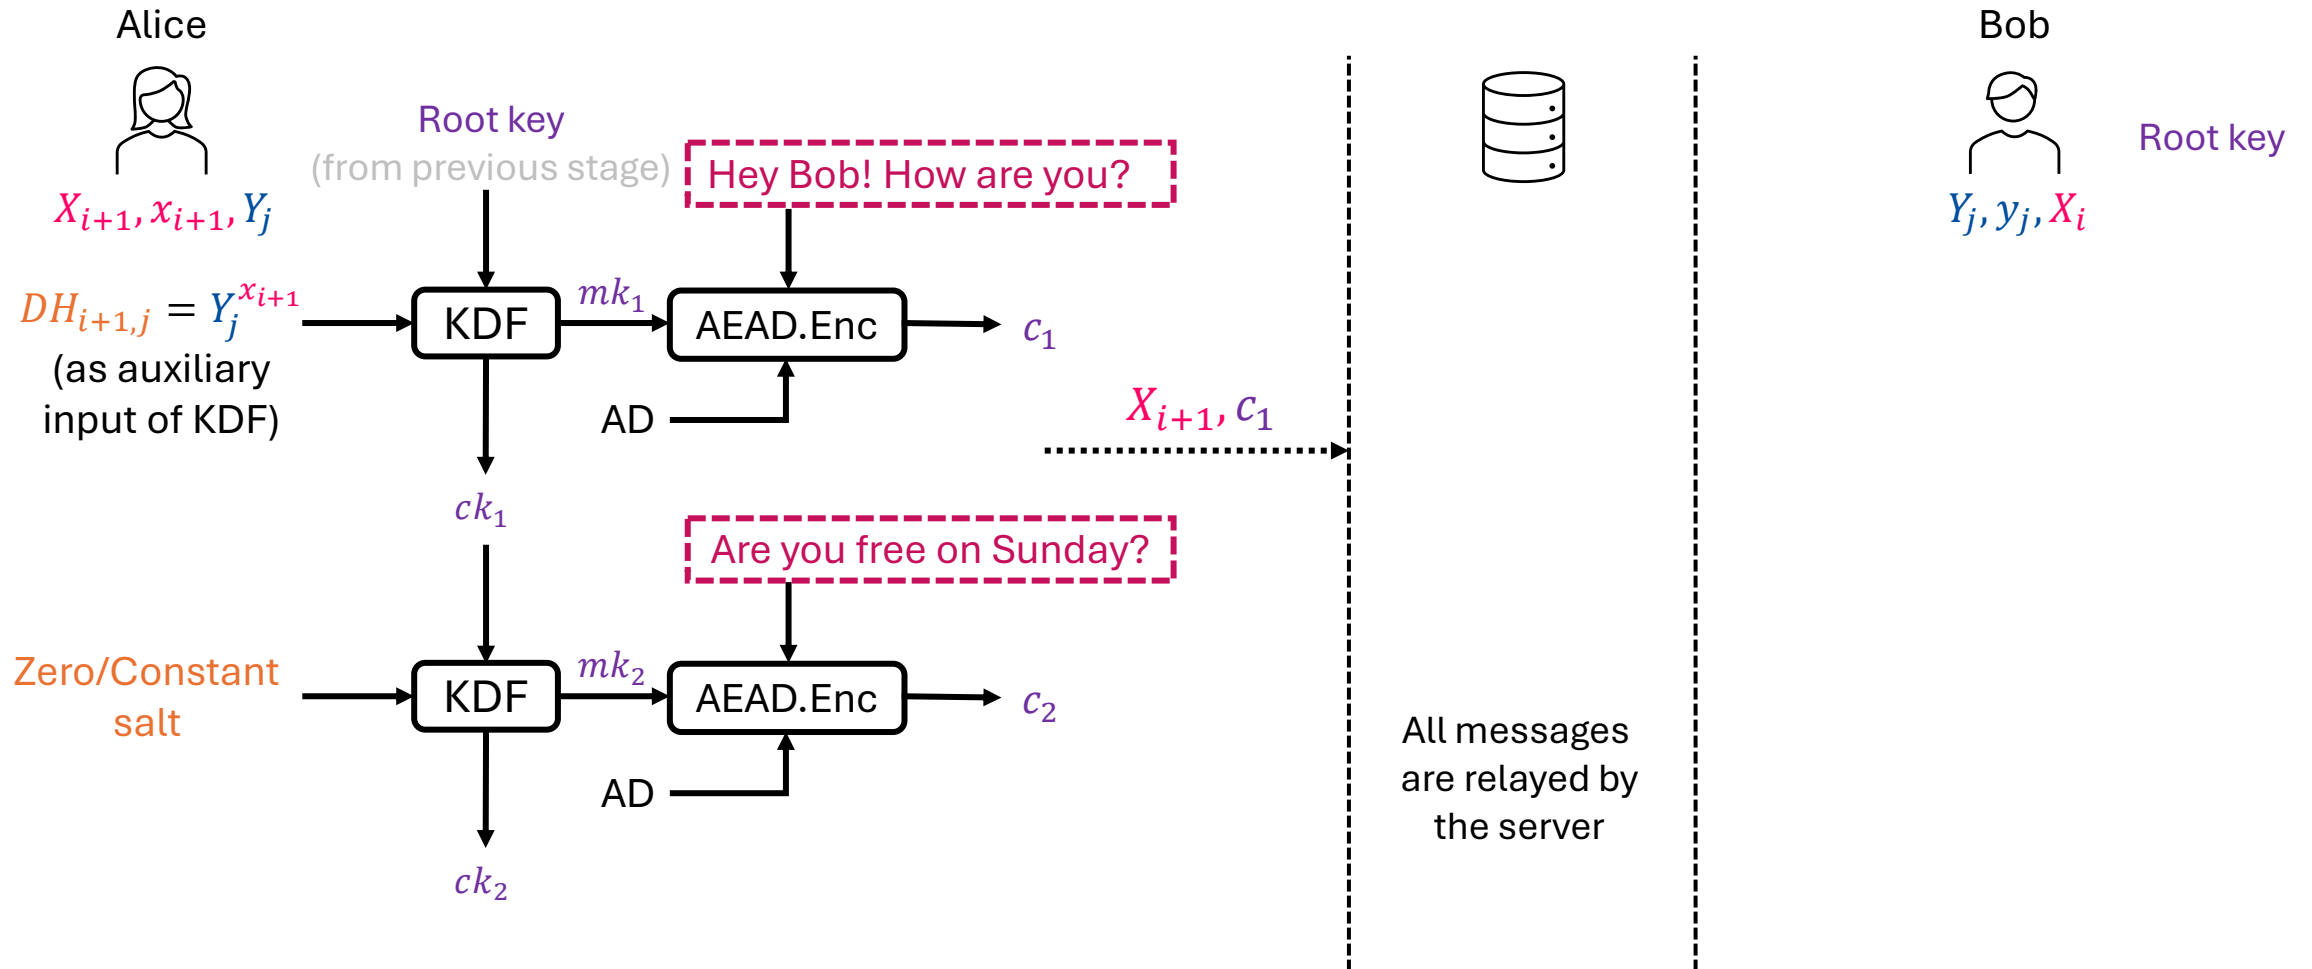 Alice
Bob
Root key
(from previous stage)
Hey Bob! How are you?
Root key
X_{i+1}, x_{i+1}, Y_j
Y_j, y_j, X_i
DH_{i+1,j} = Y_j^{x_{i+1}}
(as auxiliary
input of KDF)
KDF
mk_1
AEAD.Enc
c_1
AD
X_{i+1}, c_1
ck_1
Are you free on Sunday?
Zero/Constant
salt
KDF
mk_2
AEAD.Enc
c_2
AD
ck_2
All messages
are relayed by
the server